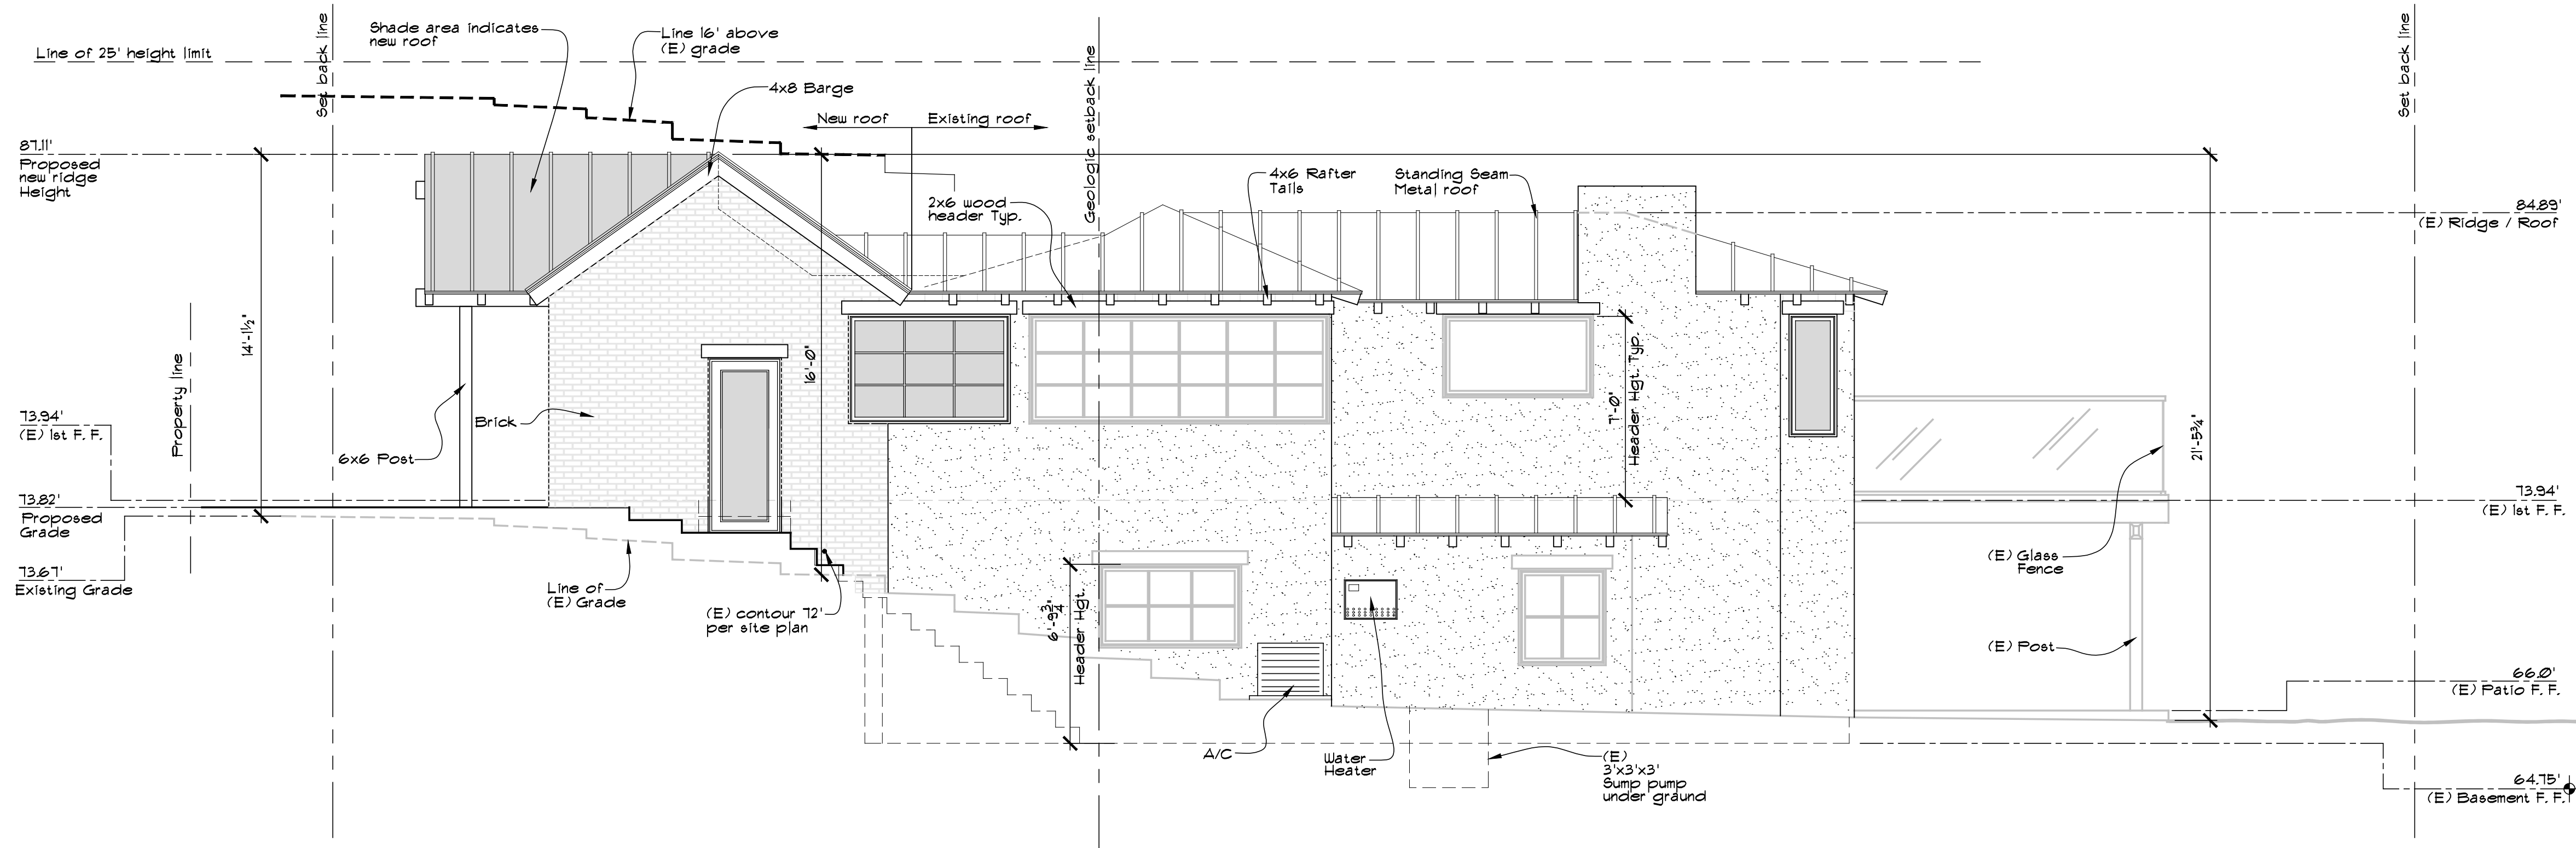 Line of 25' height limit
Set back line
Shade area indicates
new roof
Line 16' above
(E) grade
4x8 Barge
New roof
Existing roof
Geologic setback line
Set back line
87.11'
Proposed
new ridge
Height
2x6 wood
header Typ.
4x6 Rafter
Tails
Standing Seam
Metal roof
84.89'
(E) Ridge / Roof
14'-1½"
Property line
16'-0"
7'-0"
Header Hgt. Typ.
21'-5¾"
73.94'
(E) 1st F. F.
Brick
6x6 Post
73.82'
Proposed
Grade
73.94'
(E) 1st F. F.
73.67'
Existing Grade
Line of
(E) Grade
(E) contour 72'
per site plan
6'-9¾"
Header Hgt.
(E) Glass
Fence
(E) Post
66.0'
(E) Patio F. F.
A/C
Water
Heater
(E)
3'x3'x3'
Sump pump
under ground
64.75'
(E) Basement F. F.